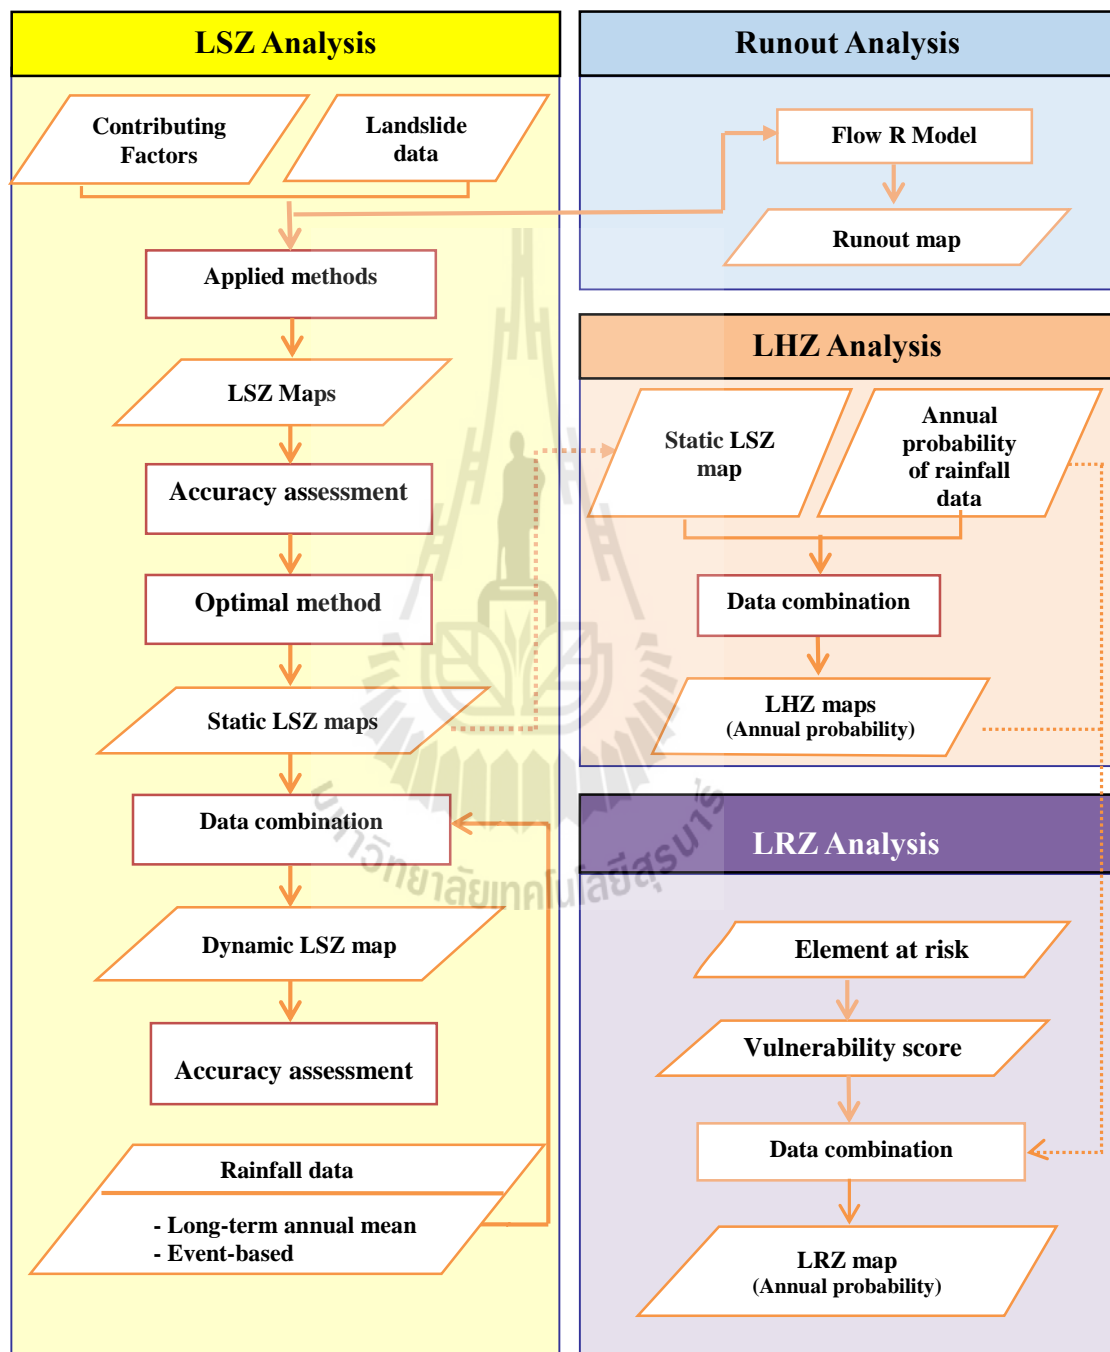 LSZ Analysis
Contributing
Factors
Landslide
data
Applied methods
LSZ Maps
Accuracy assessment
Optimal method
Static LSZ maps
Data combination
Dynamic LSZ map
Accuracy assessment
Rainfall data
- Long-term annual mean
- Event-based
Runout Analysis
Flow R Model
Runout map
LHZ Analysis
Static LSZ
map
Annual
probability
of rainfall
data
Data combination
LHZ maps
(Annual probability)
LRZ Analysis
Element at risk
Vulnerability score
Data combination
LRZ map
(Annual probability)
มหาวิทยาลัยเทคโนโลยีสุรนารี